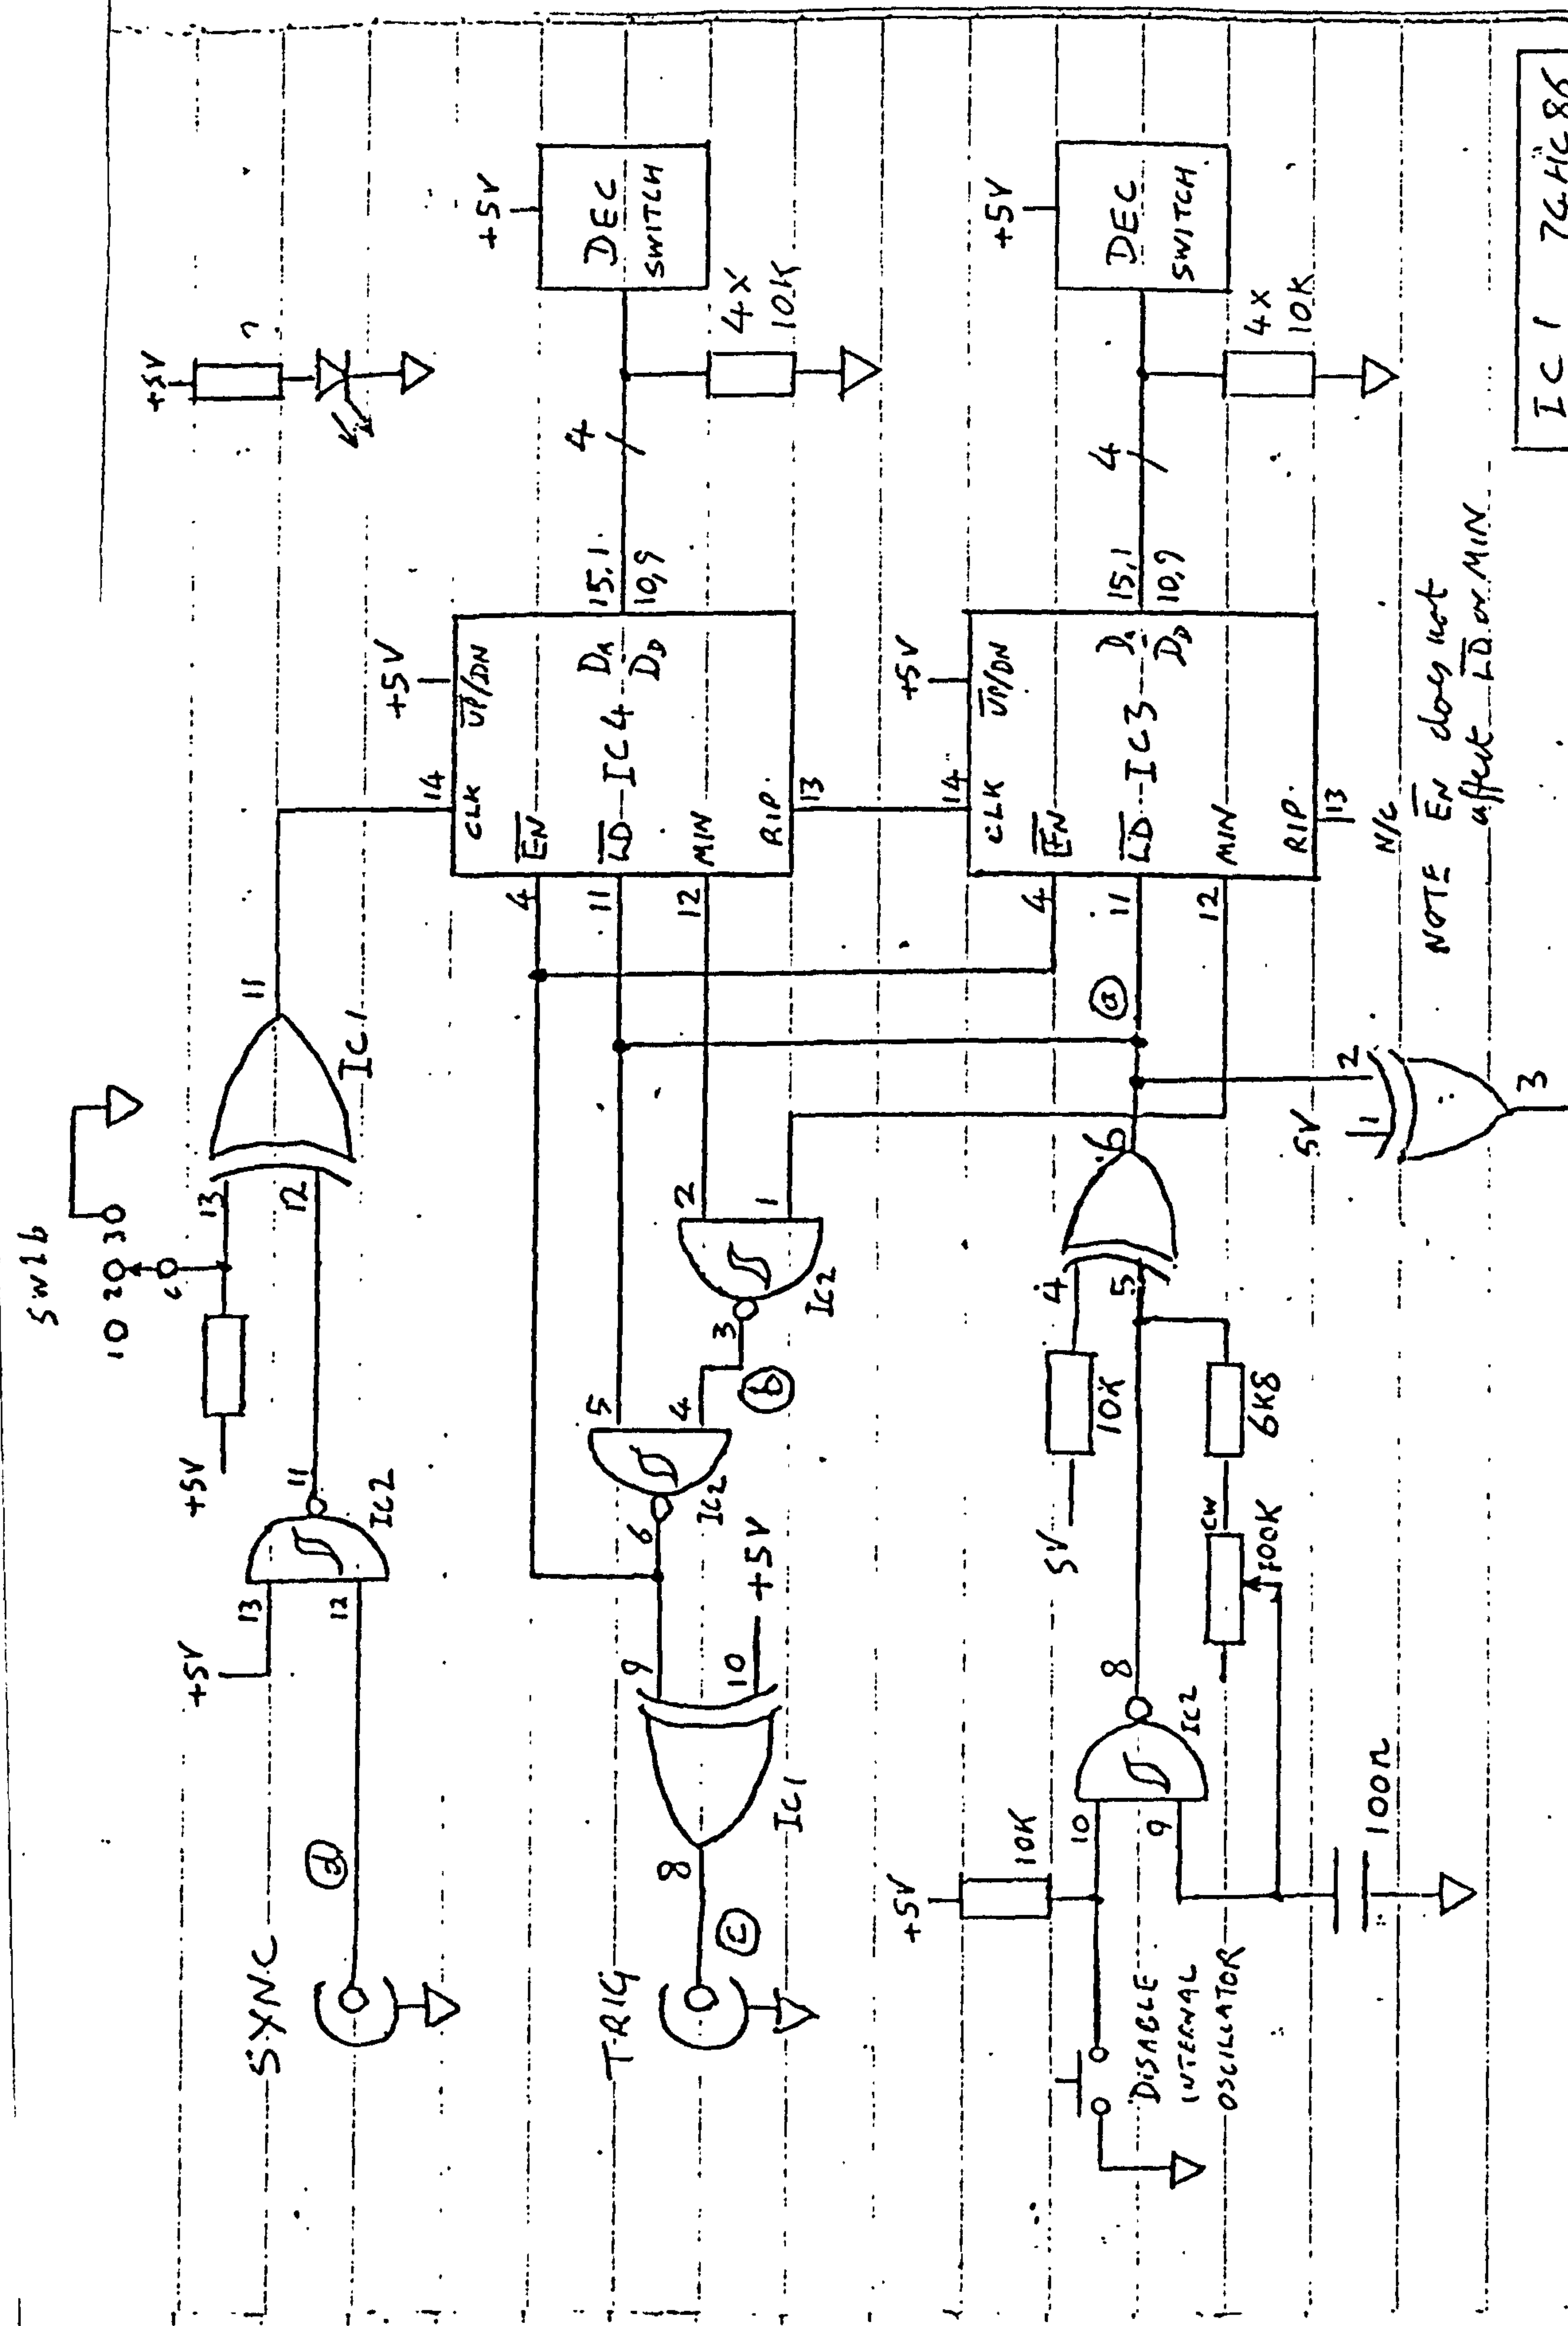 Sw1b
10 20 30
c
+5V
13
12
11
IC1
+5V
13
12
11
IC2
SYNC
d
+5V
?
14
+5V
CLK
UP/DN
EN
LD
IC4
DA
DD
MIN
RIP.
4
11
12
13
15,1
10,9
4
+5V
DEC
SWITCH
4X
10K
TRIG
c
8
9
10
+5V
IC1
6
IC2
5
4
b
3
IC2
2
1
14
+5V
CLK
UP/DN
EN
LD
IC3
DA
DD
MIN
RIP.
4
11
12
13
N/C
15,1
10,9
4
+5V
DEC
SWITCH
4X
10K
a
+5V
10K
10
9
8
IC2
DISABLE
INTERNAL
OSCILLATOR
100n
5V
10K
4
5
6
CW
100K
6K8
5V
1
2
3
NOTE EN does not
affect LD or MIN
IC1 74HC86